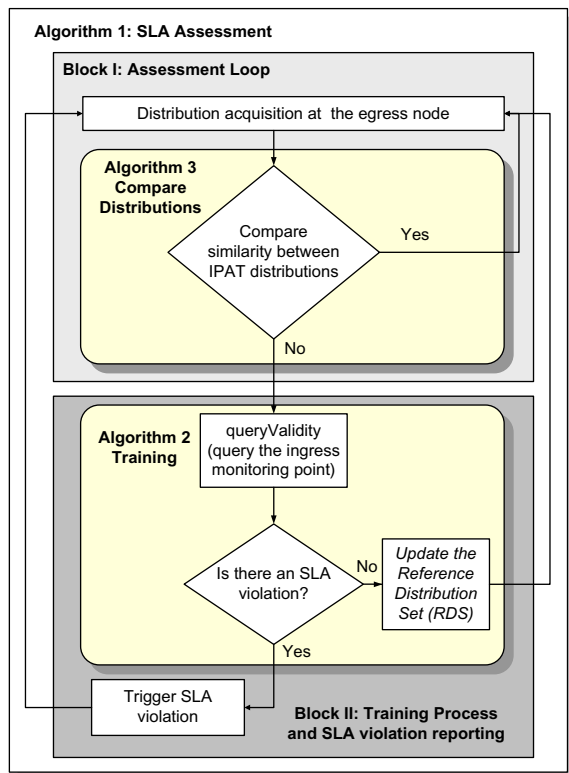 Algorithm 1: SLA Assessment
Block I: Assessment Loop
Distribution acquisition at the egress node
Algorithm 3
Compare
Distributions
Compare
similarity between
IPAT distributions
Yes
No
Algorithm 2
Training
queryValidity
(query the ingress
monitoring point)
Is there an SLA
violation?
No
Update the
Reference
Distribution
Set (RDS)
Yes
Trigger SLA
violation
Block II: Training Process
and SLA violation reporting